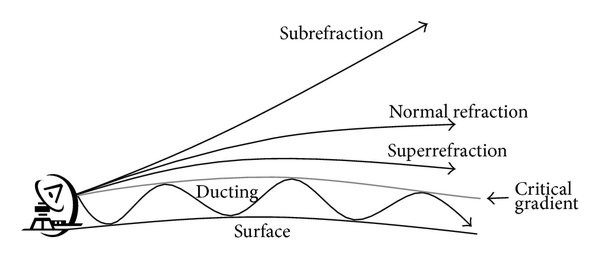 Subrefraction
Normal refraction
Superrefraction
Ducting
Critical
gradient
Surface